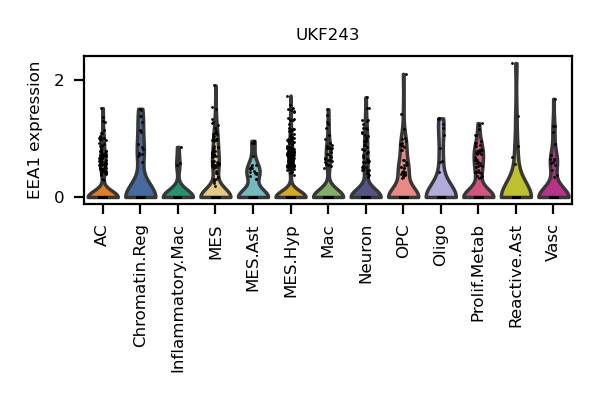 UKF243
EEA1 expression
2
0
AC
Chromatin.Reg
Inflammatory.Mac
MES
MES.Ast
MES.Hyp
Mac
Neuron
OPC
Oligo
Prolif.Metab
Reactive.Ast
Vasc